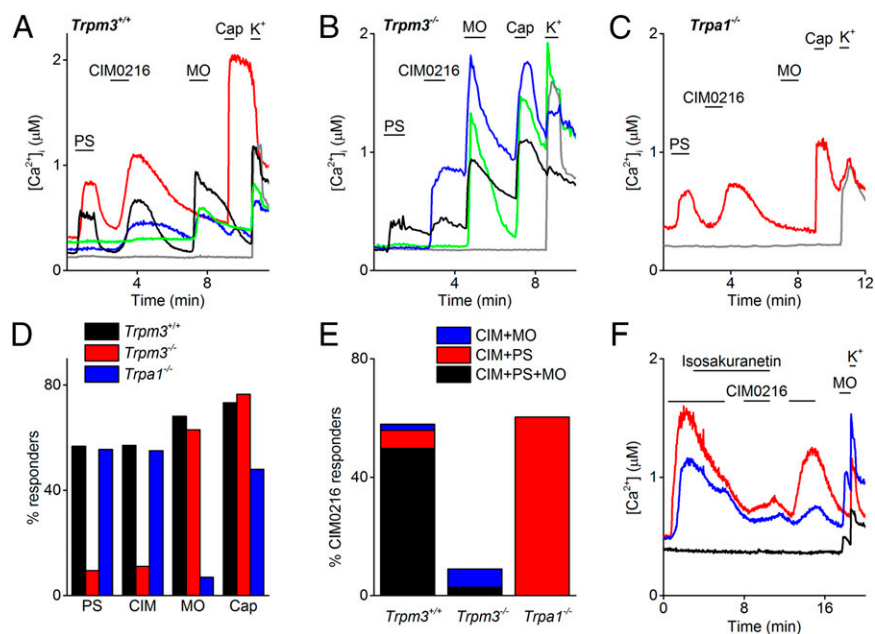 A
Trpm3+/+
Cap
K+
CIM0216
MO
PS
[Ca2+]i (μM)
2
1
0
0
4
8
Time (min)
B
Trpm3-/-
MO
Cap
K+
CIM0216
PS
[Ca2+]i (μM)
2
1
0
0
4
8
Time (min)
C
Trpa1-/-
Cap
K+
MO
CIM0216
PS
[Ca2+]i (μM)
2
1
0
0
4
8
12
Time (min)
D
Trpm3+/+
Trpm3-/-
Trpa1-/-
% responders
80
40
0
PS
CIM
MO
Cap
E
CIM+MO
CIM+PS
CIM+PS+MO
% CIM0216 responders
80
40
0
Trpm3+/+
Trpm3-/-
Trpa1-/-
F
Isosakuranetin
CIM0216
K+
MO
[Ca2+]i (μM)
2
1
0
0
8
16
Time (min)